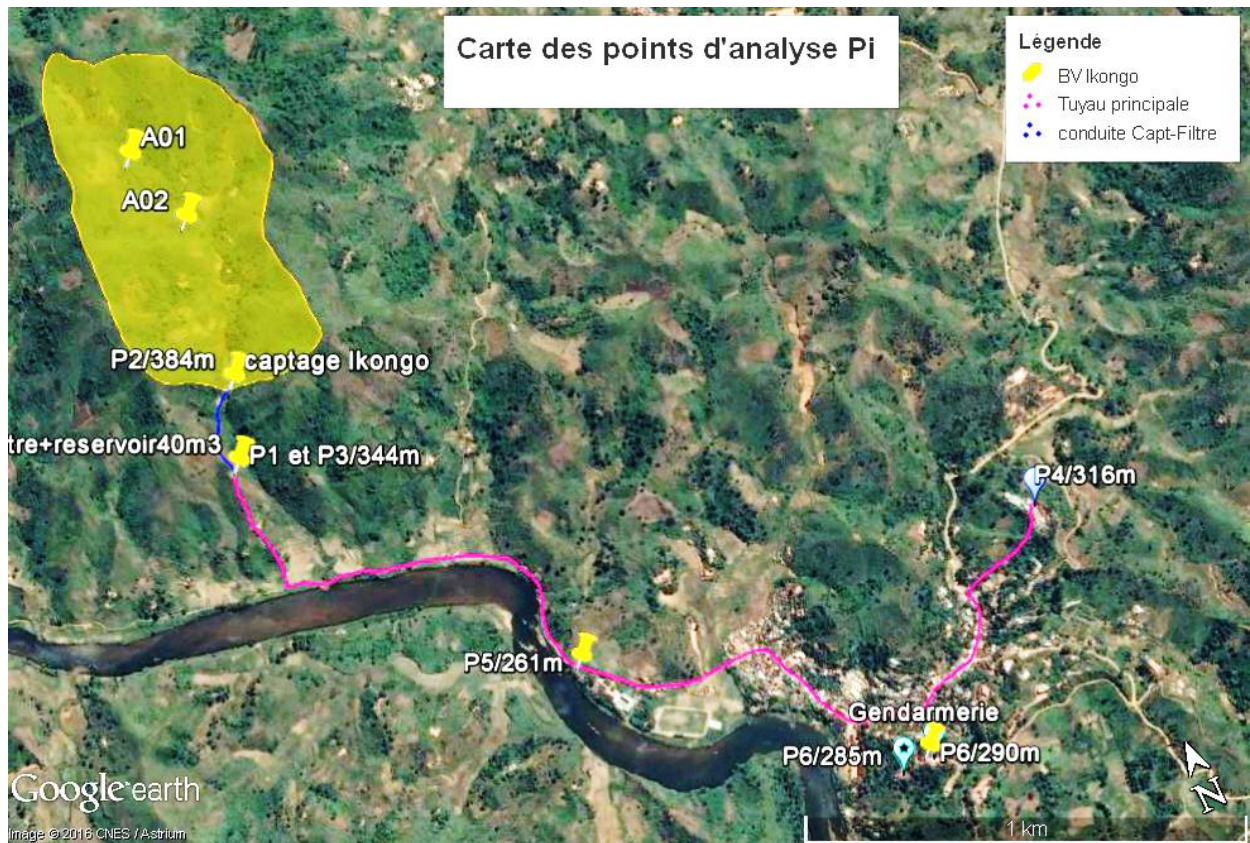 Carte des points d'analyse Pi
Légende
BV Ikongo
Tuyau principale
conduite Capt-Filtre
A01
A02
P2/384m
captage Ikongo
tre+reservoir40m3
P1 et P3/344m
P4/316m
P5/261m
Gendarmerie
P6/285m
P6/290m
Google earth
N
Image © 2016 CNES / Astrium
1 km